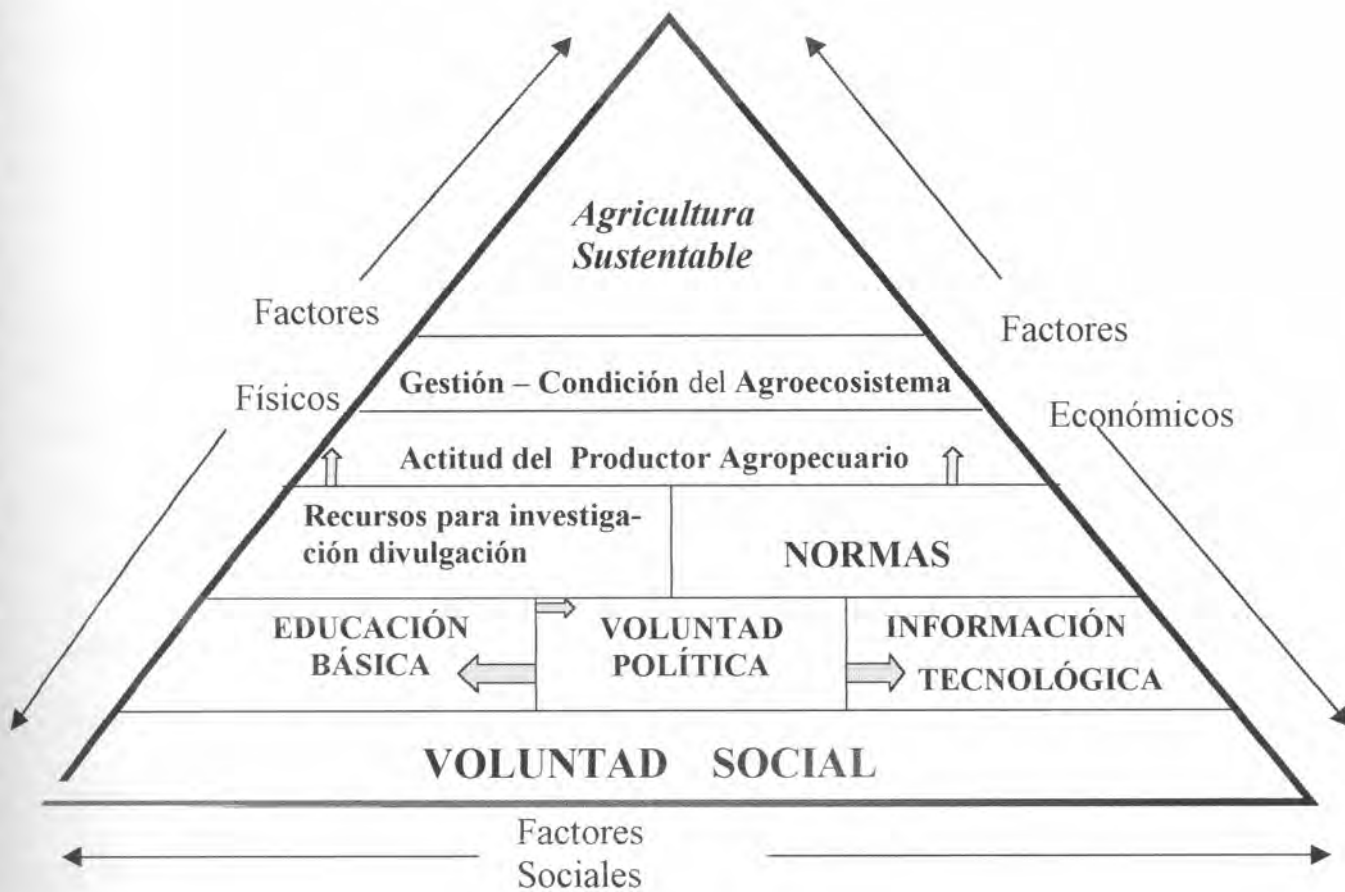 Agricultura
Sustentable
Factores
Físicos
Factores
Económicos
Gestión – Condición del Agroecosistema
Actitud del Productor Agropecuario
Recursos para investiga-
ción divulgación
NORMAS
EDUCACIÓN
BÁSICA
VOLUNTAD
POLÍTICA
INFORMACIÓN
TECNOLÓGICA
VOLUNTAD SOCIAL
Factores
Sociales